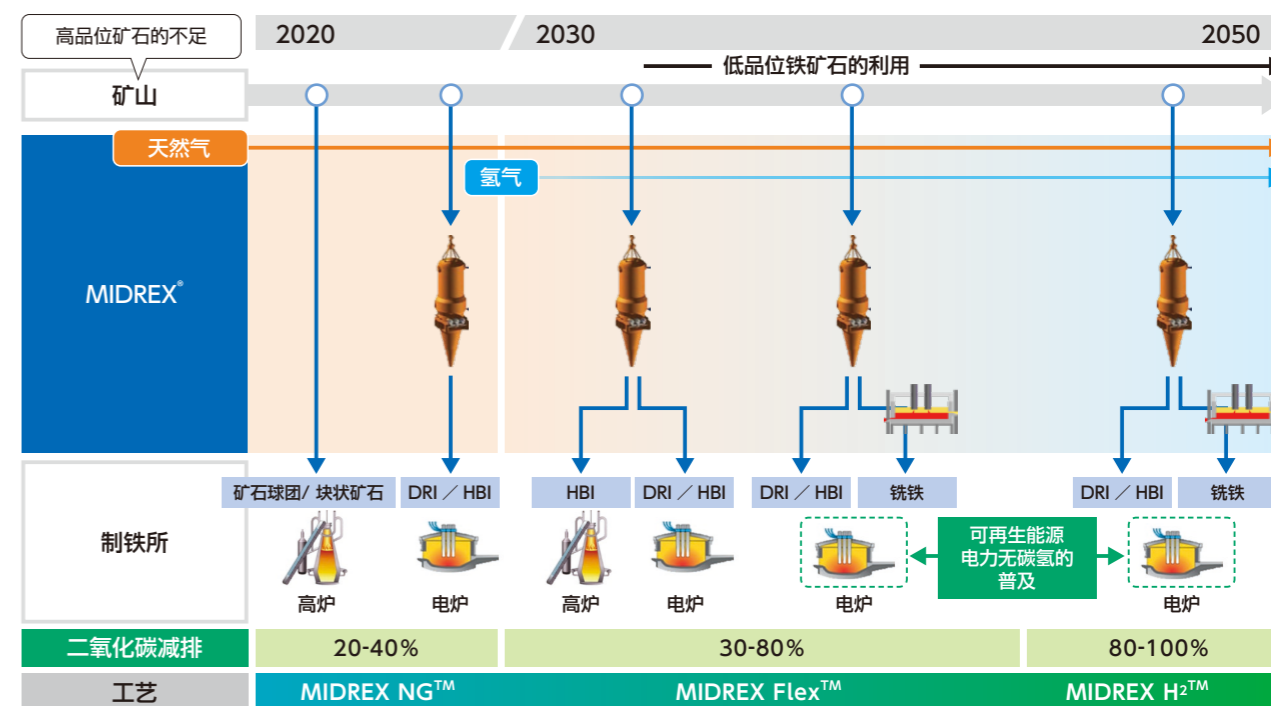 高品位矿石的不足
2020
2030
2050
低品位铁矿石的利用
矿山
天然气
氢气
MIDREX®
矿石球团/ 块状矿石
DRI ／ HBI
HBI
DRI ／ HBI
DRI ／ HBI
铣铁
DRI ／ HBI
铣铁
制铁所
高炉
电炉
高炉
电炉
电炉
可再生能源
电力无碳氢的
普及
电炉
二氧化碳减排
20-40%
30-80%
80-100%
工艺
MIDREX NG™
MIDREX Flex™
MIDREX H2™